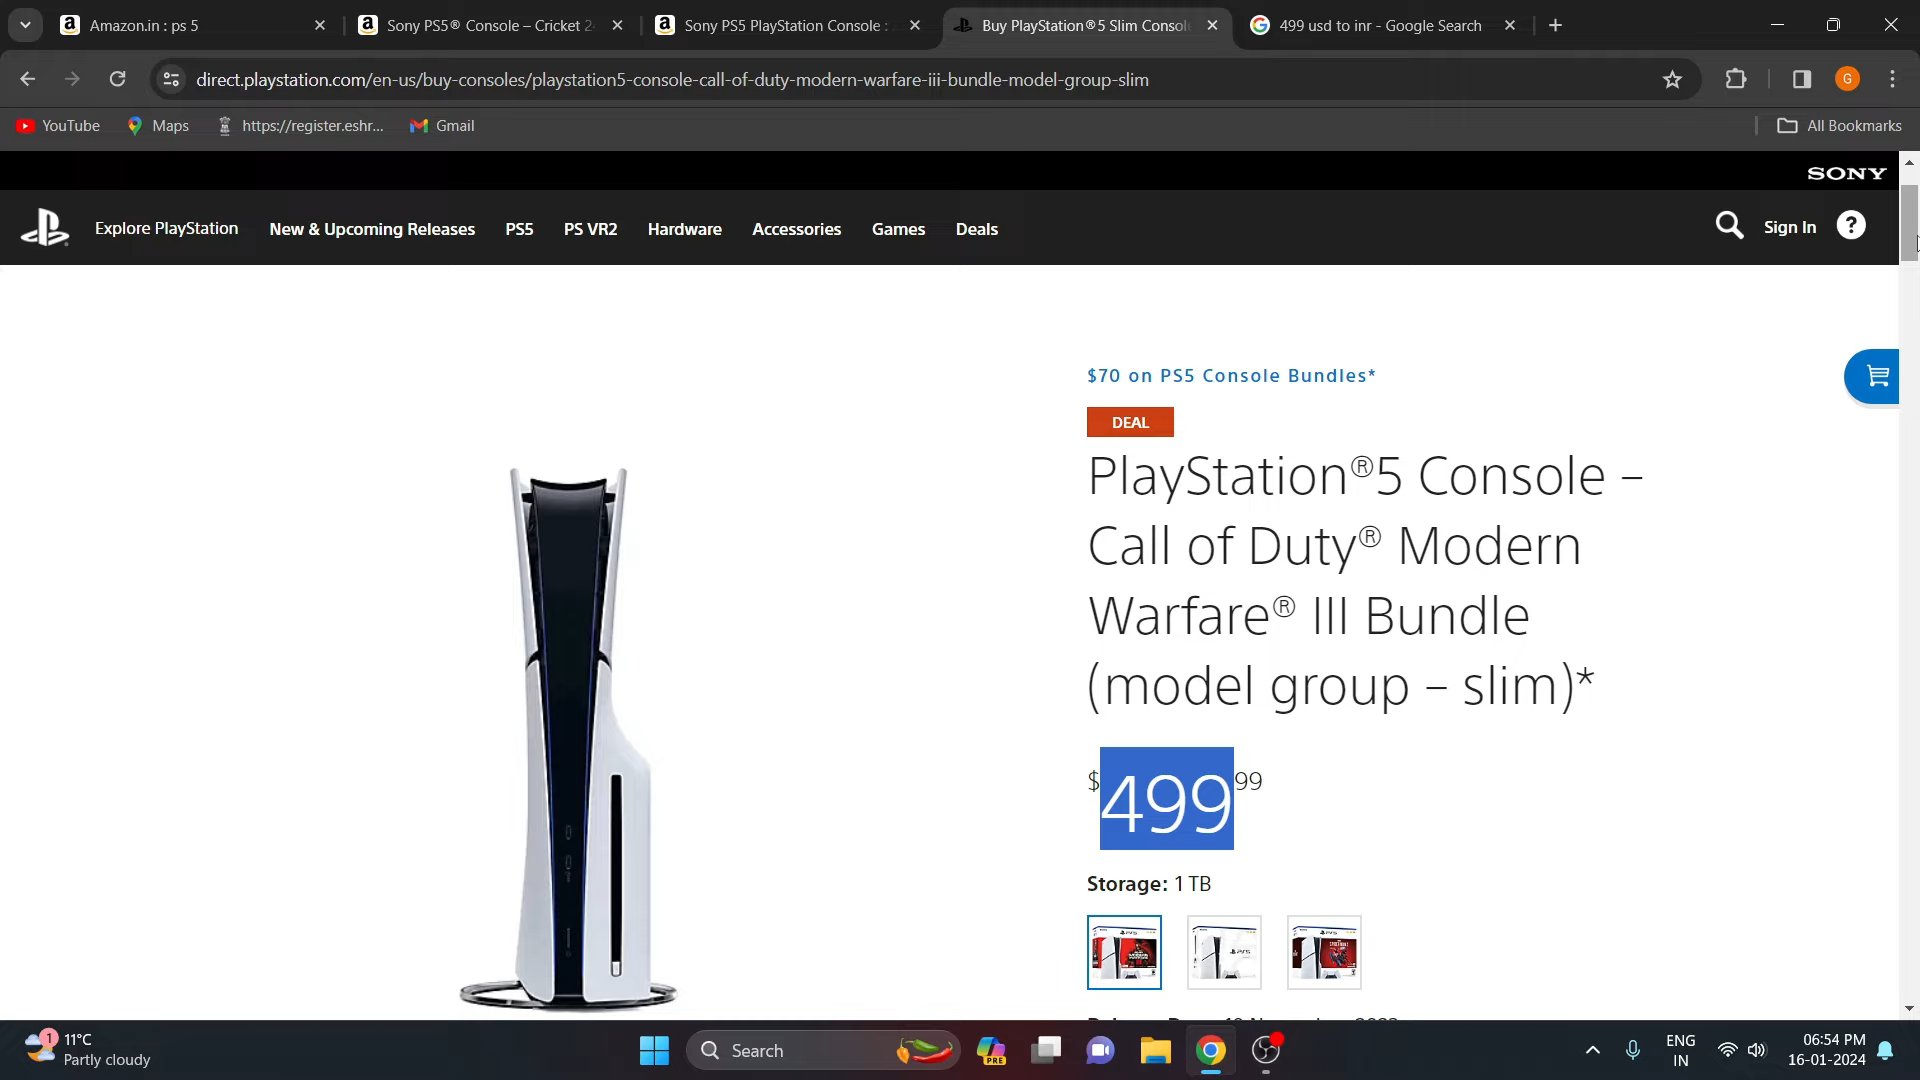 Amazon.in : ps 5
Sony PS5® Console – Cricket 2
Sony PS5 PlayStation Console :
Buy PlayStation®5 Slim Consol
499 usd to inr - Google Search
direct.playstation.com/en-us/buy-consoles/playstation5-console-call-of-duty-modern-warfare-iii-bundle-model-group-slim
G
YouTube
Maps
https://register.eshr...
Gmail
All Bookmarks
SONY
Explore PlayStation
New & Upcoming Releases
PS5
PS VR2
Hardware
Accessories
Games
Deals
Sign In
?
$70 on PS5 Console Bundles*
DEAL
PlayStation®5 Console –
Call of Duty® Modern
Warfare® III Bundle
(model group – slim)*
$499 99
Storage: 1 TB
1
11°C
Partly cloudy
Search
PRE
ENG
IN
06:54 PM
16-01-2024